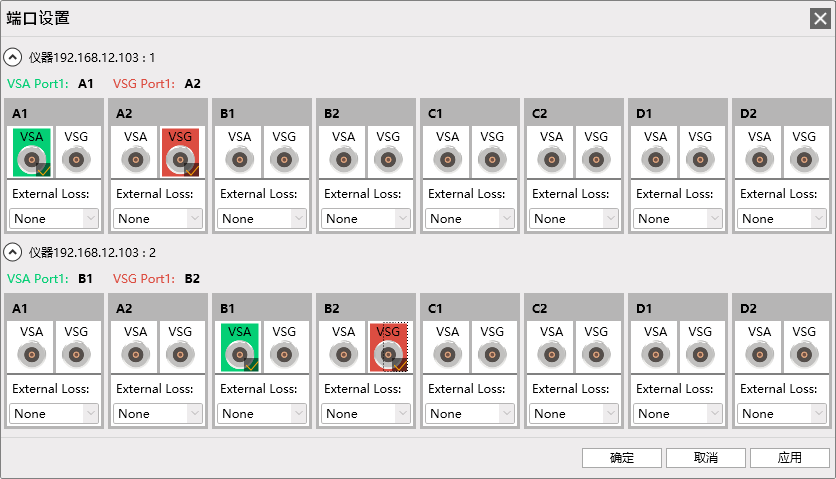 端口设置
仪器192.168.12.103 : 1
VSA Port1: A1 VSG Port1: A2
A1 A2 B1 B2 C1 C2 D1 D2
VSA VSG VSA VSG VSA VSG VSA VSG VSA VSG VSA VSG VSA VSG VSA VSG
External Loss: External Loss: External Loss: External Loss: External Loss: External Loss: External Loss: External Loss:
None None None None None None None None
仪器192.168.12.103 : 2
VSA Port1: B1 VSG Port1: B2
A1 A2 B1 B2 C1 C2 D1 D2
VSA VSG VSA VSG VSA VSG VSA VSG VSA VSG VSA VSG VSA VSG VSA VSG
External Loss: External Loss: External Loss: External Loss: External Loss: External Loss: External Loss: External Loss:
None None None None None None None None
确定 取消 应用